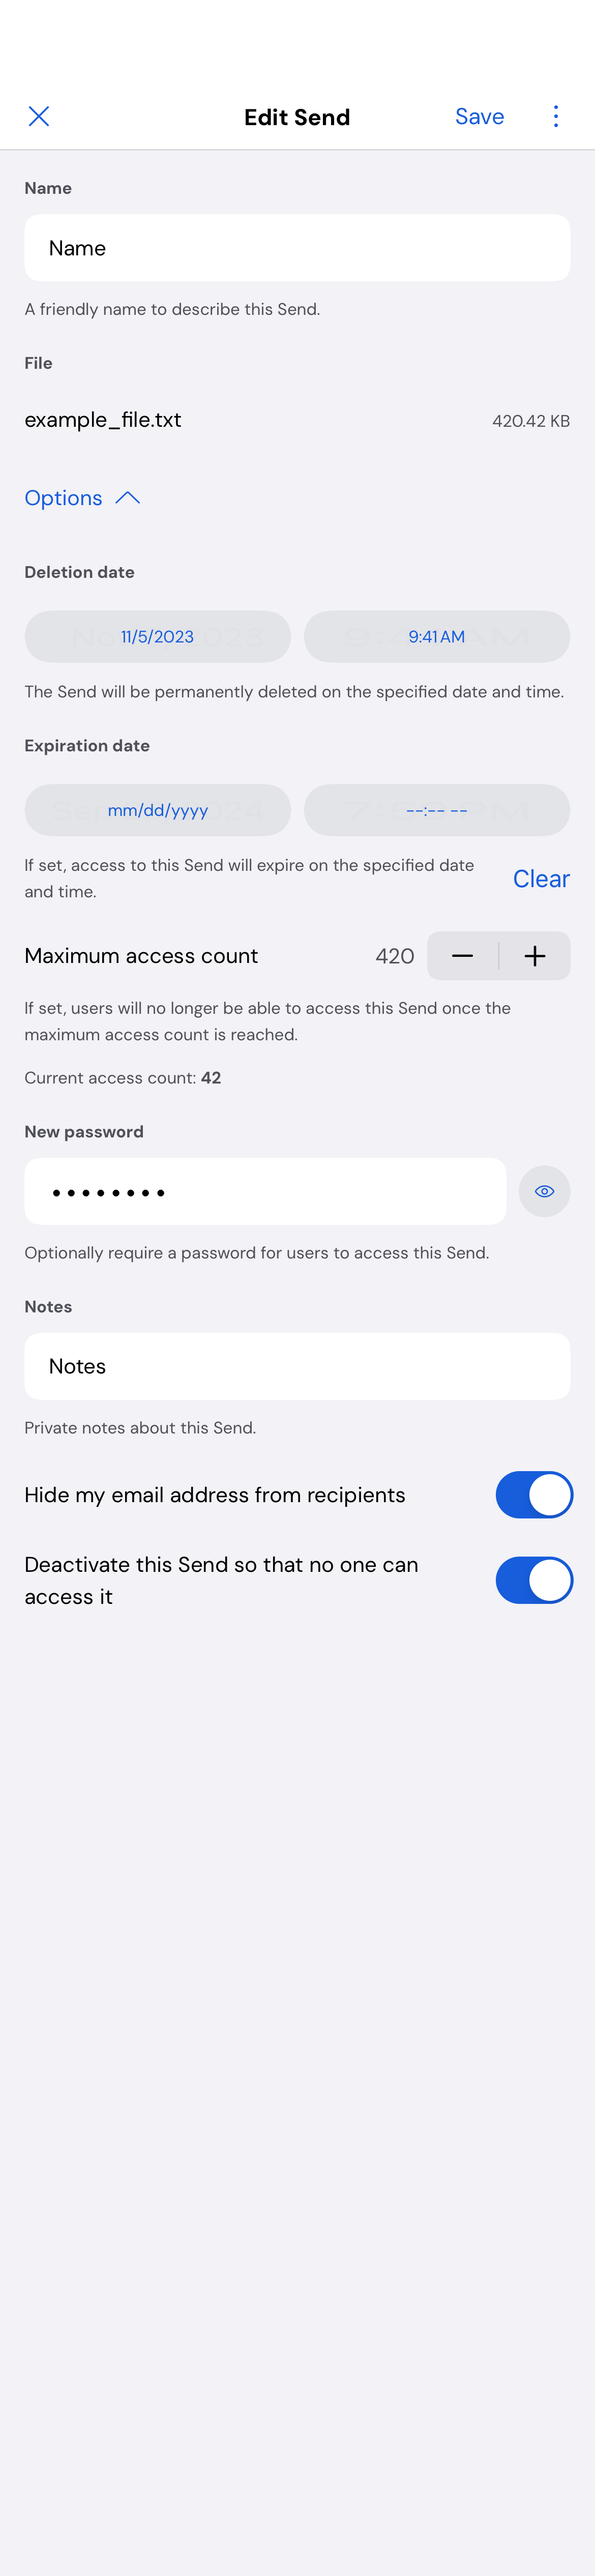 Edit Send
Save
Name
Name
A friendly name to describe this Send.
File
example_file.txt
420.42 KB
Options
Deletion date
11/5/2023
9:41 AM
The Send will be permanently deleted on the specified date and time.
Expiration date
mm/dd/yyyy
--:-- --
If set, access to this Send will expire on the specified date
and time.
Clear
Maximum access count
420
If set, users will no longer be able to access this Send once the
maximum access count is reached.
Current access count: 42
New password
••••••••
Optionally require a password for users to access this Send.
Notes
Notes
Private notes about this Send.
Hide my email address from recipients
Deactivate this Send so that no one can
access it